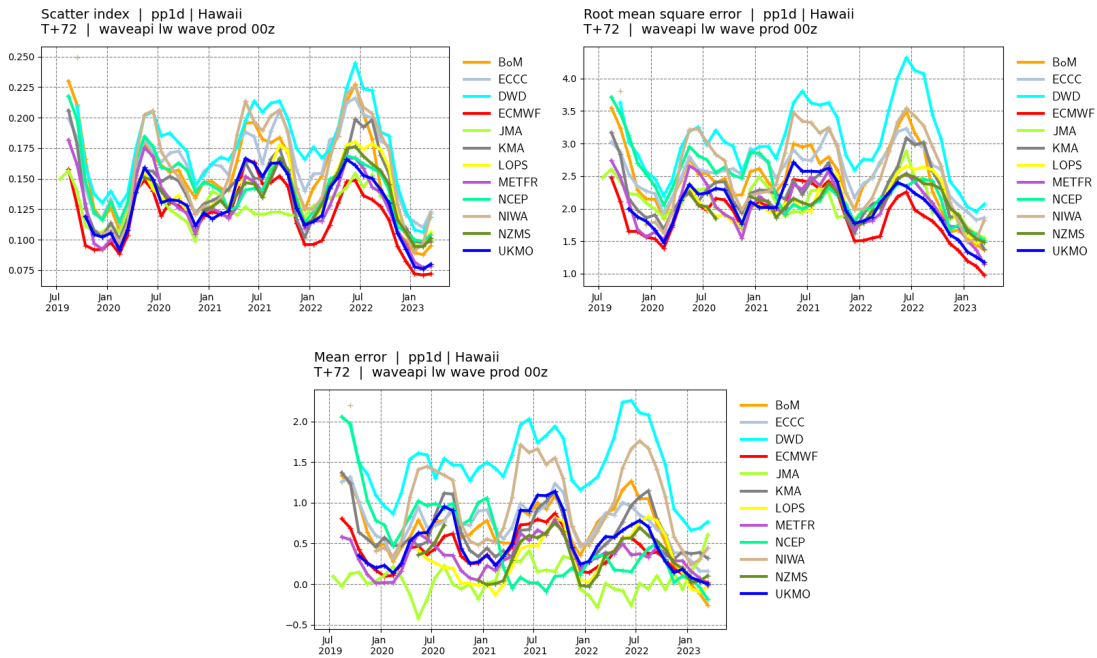 Scatter index | pp1d | Hawaii
T+72 | waveapi lw wave prod 00z
0.250
0.225
0.200
0.175
0.150
0.125
0.100
0.075
Jul 2019
Jan 2020
Jul 2020
Jan 2021
Jul 2021
Jan 2022
Jul 2022
Jan 2023
BoM
ECCC
DWD
ECMWF
JMA
KMA
LOPS
METFR
NCEP
NIWA
NZMS
UKMO
Root mean square error | pp1d | Hawaii
T+72 | waveapi lw wave prod 00z
4.0
3.5
3.0
2.5
2.0
1.5
1.0
Jul 2019
Jan 2020
Jul 2020
Jan 2021
Jul 2021
Jan 2022
Jul 2022
Jan 2023
BoM
ECCC
DWD
ECMWF
JMA
KMA
LOPS
METFR
NCEP
NIWA
NZMS
UKMO
Mean error | pp1d | Hawaii
T+72 | waveapi lw wave prod 00z
2.0
1.5
1.0
0.5
0.0
−0.5
Jul 2019
Jan 2020
Jul 2020
Jan 2021
Jul 2021
Jan 2022
Jul 2022
Jan 2023
BoM
ECCC
DWD
ECMWF
JMA
KMA
LOPS
METFR
NCEP
NIWA
NZMS
UKMO